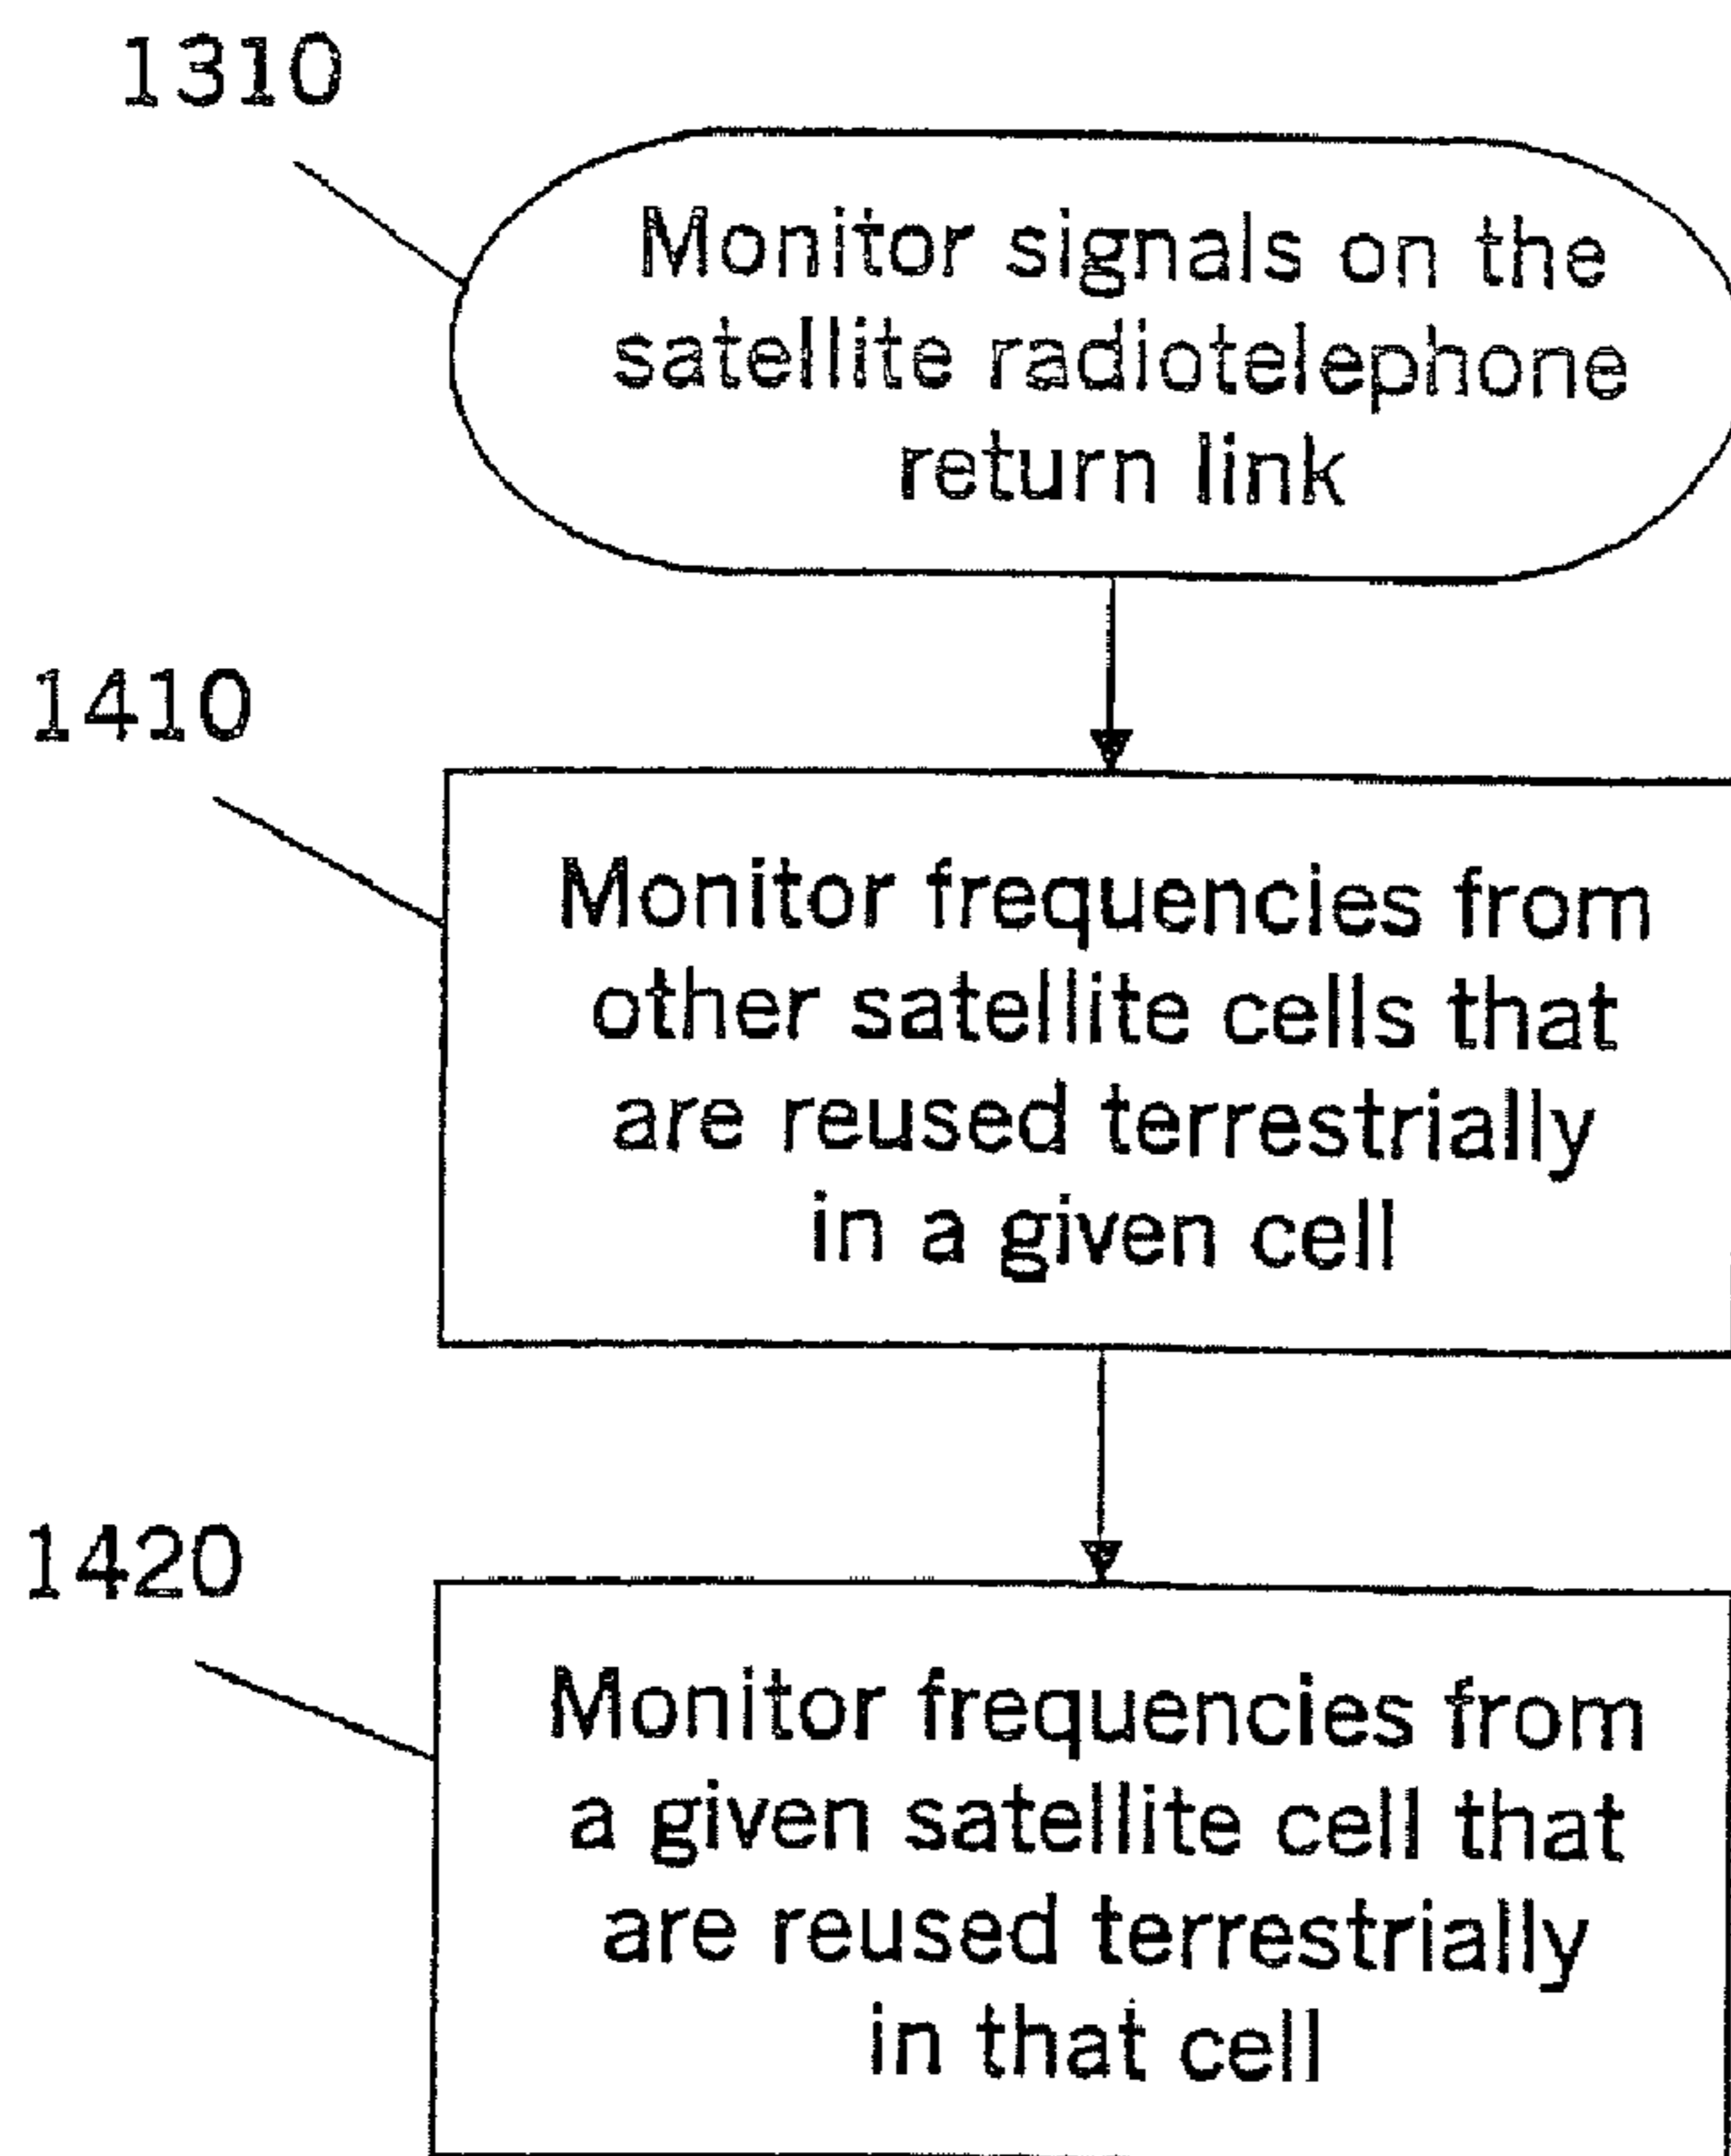 1310
Monitor signals on the
satellite radiotelephone
return link
1410
Monitor frequencies from
other satellite cells that
are reused terrestrially
in a given cell
1420
Monitor frequencies from
a given satellite cell that
are reused terrestrially
in that cell